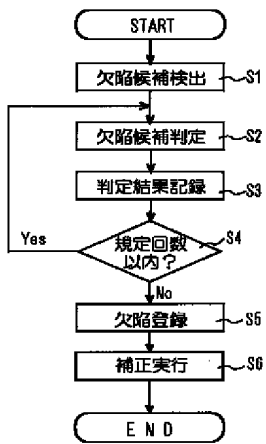 START
欠陥候補検出 S1
欠陥候補判定 S2
判定結果記録 S3
規定回数 S4
以内?
Yes
No
欠陥登録 S5
補正実行 S6
END